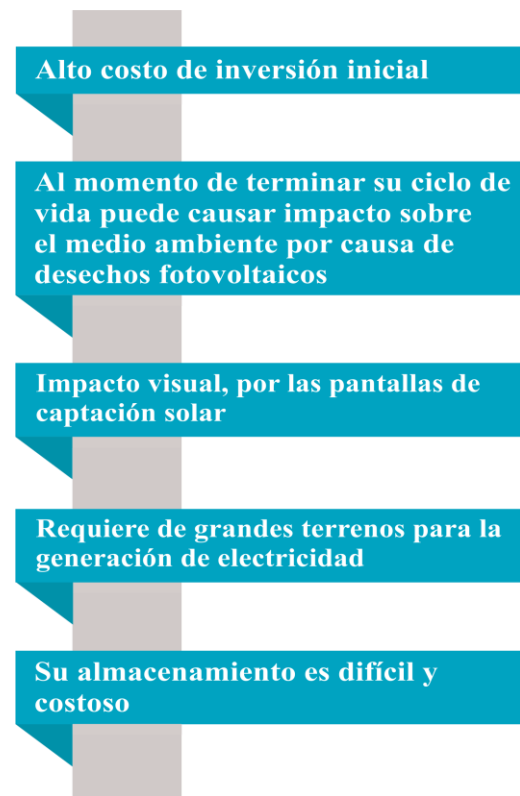 Alto costo de inversión inicial
Al momento de terminar su ciclo de
vida puede causar impacto sobre
el medio ambiente por causa de
desechos fotovoltaicos
Impacto visual, por las pantallas de
captación solar
Requiere de grandes terrenos para la
generación de electricidad
Su almacenamiento es difícil y
costoso